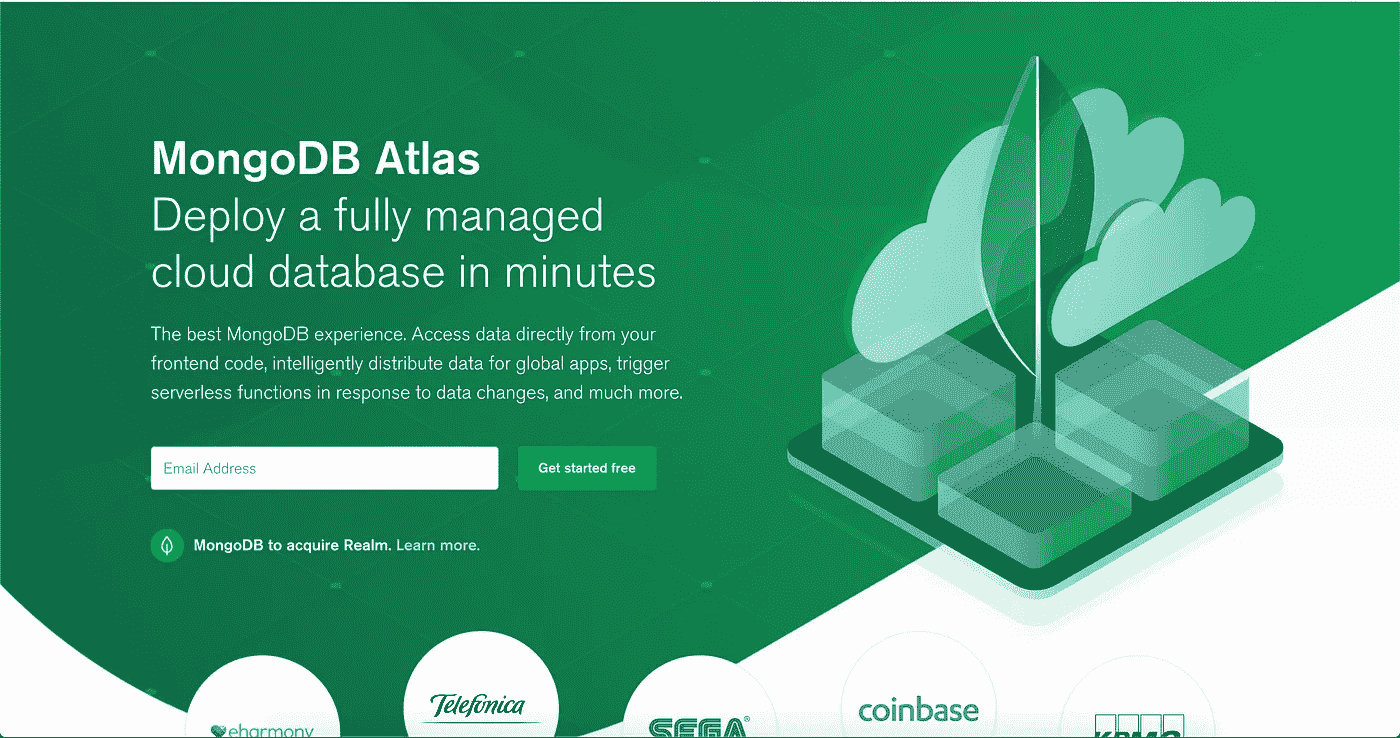 MongoDB Atlas
Deploy a fully managed
cloud database in minutes
The best MongoDB experience. Access data directly from your
frontend code, intelligently distribute data for global apps, trigger
serverless functions in response to data changes, and much more.
Email Address
Get started free
MongoDB to acquire Realm. Learn more.
eharmony
Telefónica
SEGA®
coinbase
KPMG